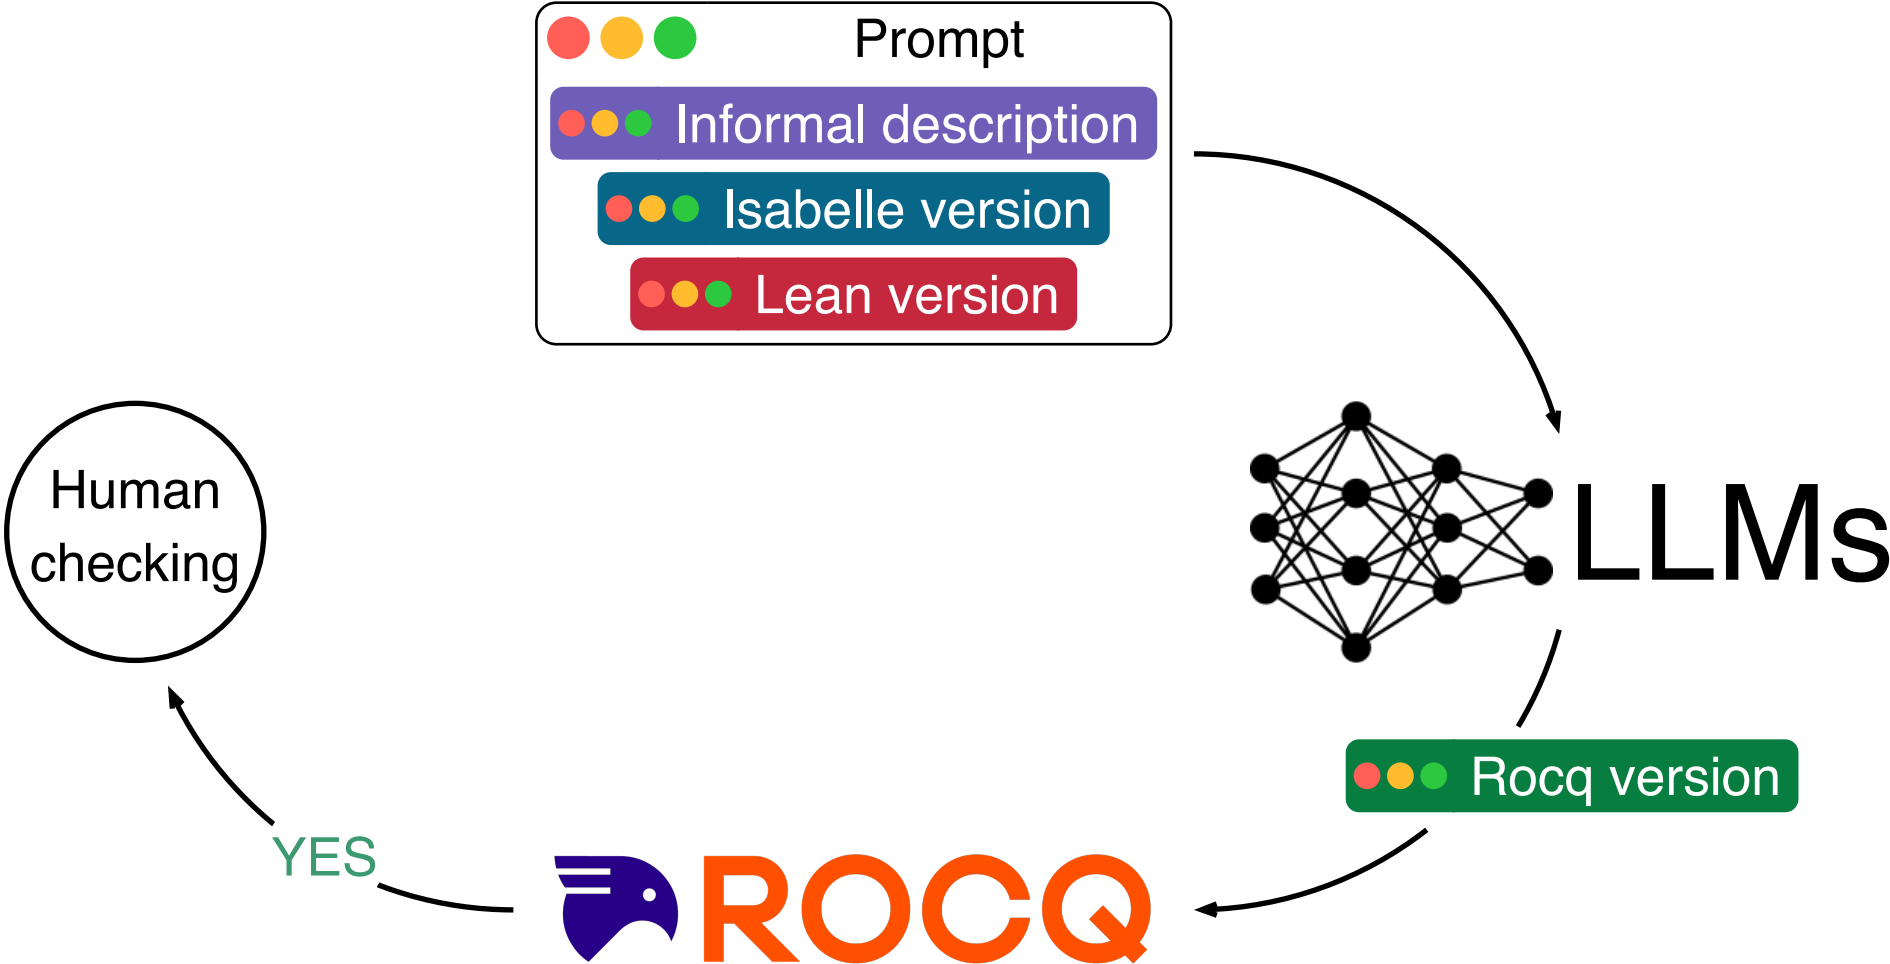 Prompt
Informal description
Isabelle version
Lean version
Human
checking
LLMs
Rocq version
YES
ROCQ